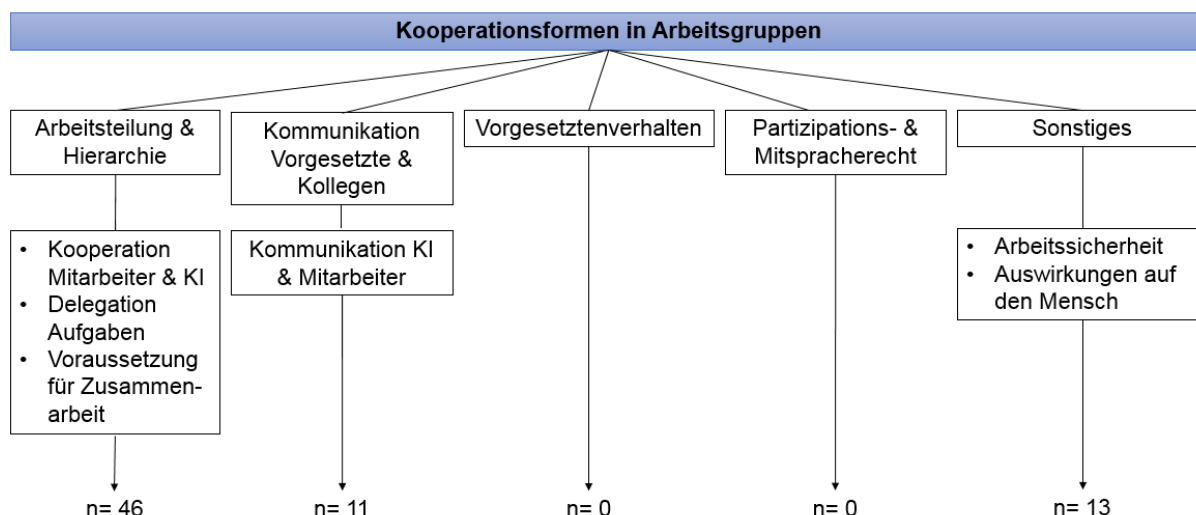 Kooperationsformen in Arbeitsgruppen
Arbeitsteilung &
Hierarchie
Kommunikation
Vorgesetzte &
Kollegen
Vorgesetztenverhalten
Partizipations- &
Mitspracherecht
Sonstiges
• Kooperation
Mitarbeiter & KI
• Delegation
Aufgaben
• Voraussetzung
für Zusammen-
arbeit
Kommunikation KI
& Mitarbeiter
• Arbeitssicherheit
• Auswirkungen auf
den Mensch
n= 46
n= 11
n= 0
n= 0
n= 13